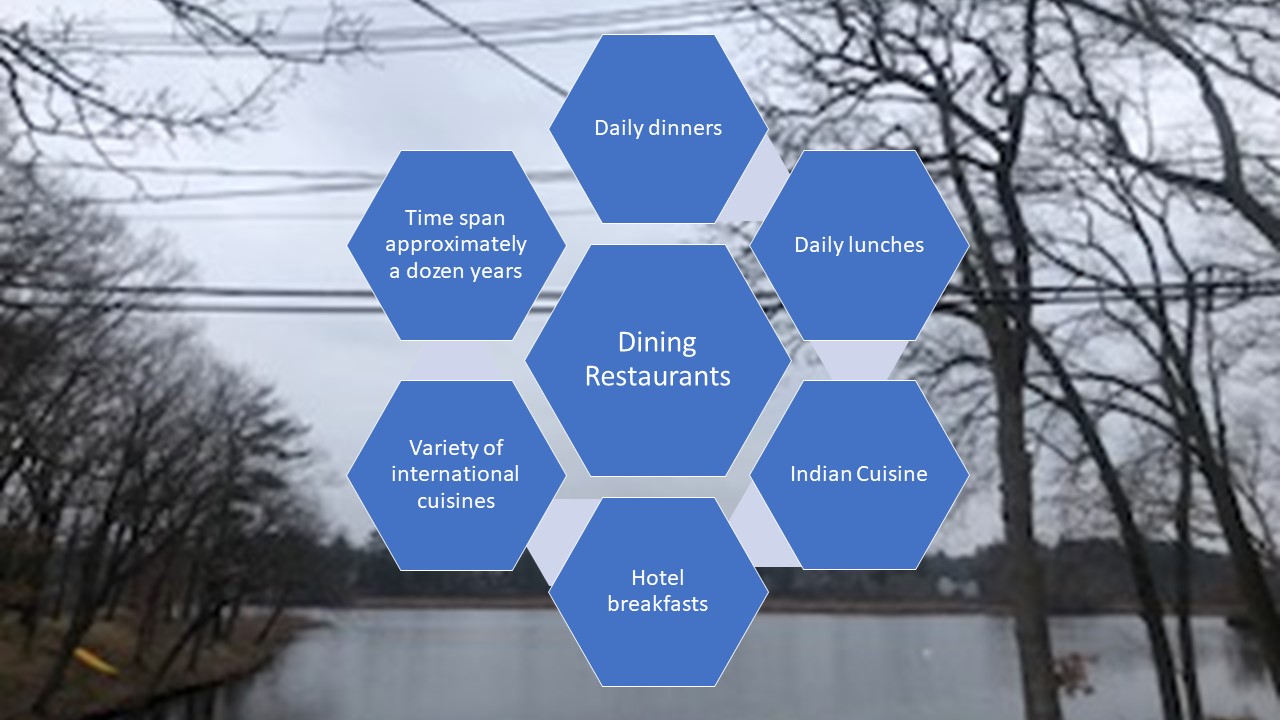 Daily dinners
Time span
approximately
a dozen years
Daily lunches
Dining
Restaurants
Variety of
international
cuisines
Indian Cuisine
Hotel
breakfasts